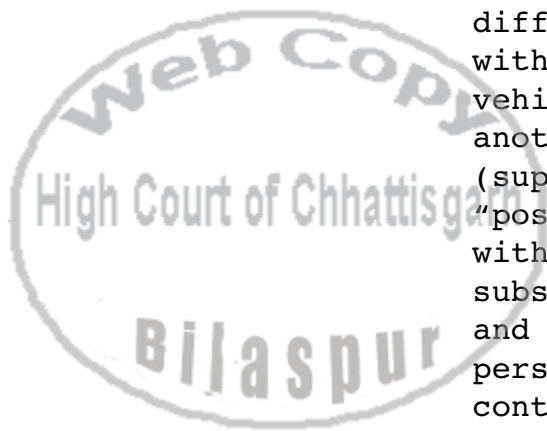 diff
with
Web Copy
vehi
anot
(sup
High Court of Chhattisgarh
“pos
with
subs
Bilaspur
and
pers
cont